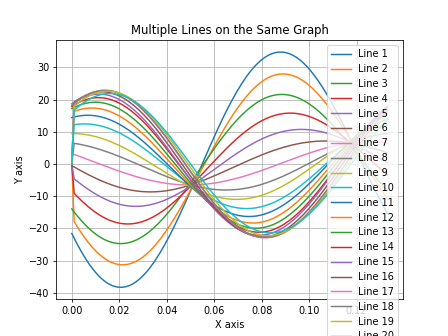 Multiple Lines on the Same Graph
Y axis
30
20
10
0
−10
−20
−30
−40
0.00
0.02
0.04
0.06
0.08
0.10
0.12
X axis
Line 1
Line 2
Line 3
Line 4
Line 5
Line 6
Line 7
Line 8
Line 9
Line 10
Line 11
Line 12
Line 13
Line 14
Line 15
Line 16
Line 17
Line 18
Line 19
Line 20